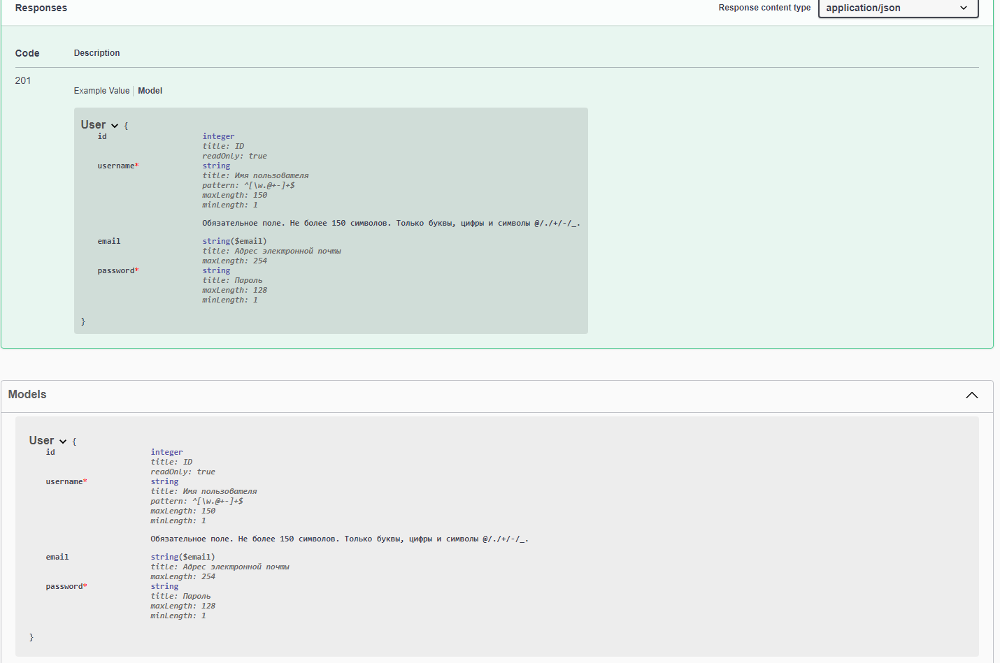 Responses
Response content type application/json
Code Description
201
Example Value Model
User {
id integer
title: ID
readOnly: true
username* string
title: Имя пользователя
pattern: ^[\w.@+-]+$
maxLength: 150
minLength: 1
Обязательное поле. Не более 150 символов. Только буквы, цифры и символы @/./+/-/_.
email string($email)
title: Адрес электронной почты
maxLength: 254
password* string
title: Пароль
maxLength: 128
minLength: 1
}
Models
User {
id integer
title: ID
readOnly: true
username* string
title: Имя пользователя
pattern: ^[\w.@+-]+$
maxLength: 150
minLength: 1
Обязательное поле. Не более 150 символов. Только буквы, цифры и символы @/./+/-/_.
email string($email)
title: Адрес электронной почты
maxLength: 254
password* string
title: Пароль
maxLength: 128
minLength: 1
}